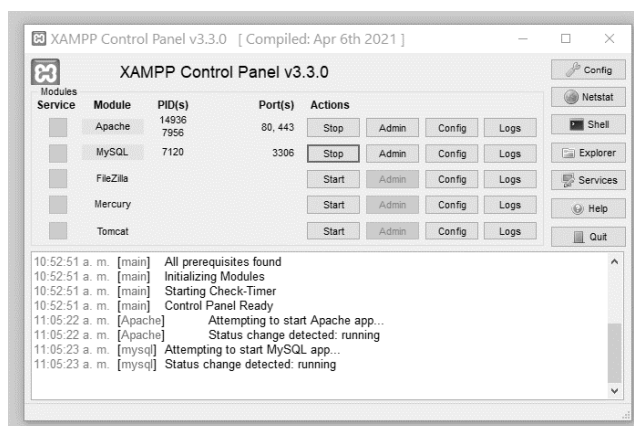 XAMPP Control Panel v3.3.0 [ Compiled: Apr 6th 2021 ]
XAMPP Control Panel v3.3.0
Config
Modules
Service Module PID(s) Port(s) Actions
Netstat
Apache 14936 7956 80, 443 Stop Admin Config Logs
Shell
MySQL 7120 3306 Stop Admin Config Logs
Explorer
FileZilla Start Admin Config Logs
Services
Mercury Start Admin Config Logs
Help
Tomcat Start Admin Config Logs
Quit
10:52:51 a. m. [main] All prerequisites found
10:52:51 a. m. [main] Initializing Modules
10:52:51 a. m. [main] Starting Check-Timer
10:52:51 a. m. [main] Control Panel Ready
11:05:22 a. m. [Apache] Attempting to start Apache app...
11:05:22 a. m. [Apache] Status change detected: running
11:05:23 a. m. [mysql] Attempting to start MySQL app...
11:05:23 a. m. [mysql] Status change detected: running